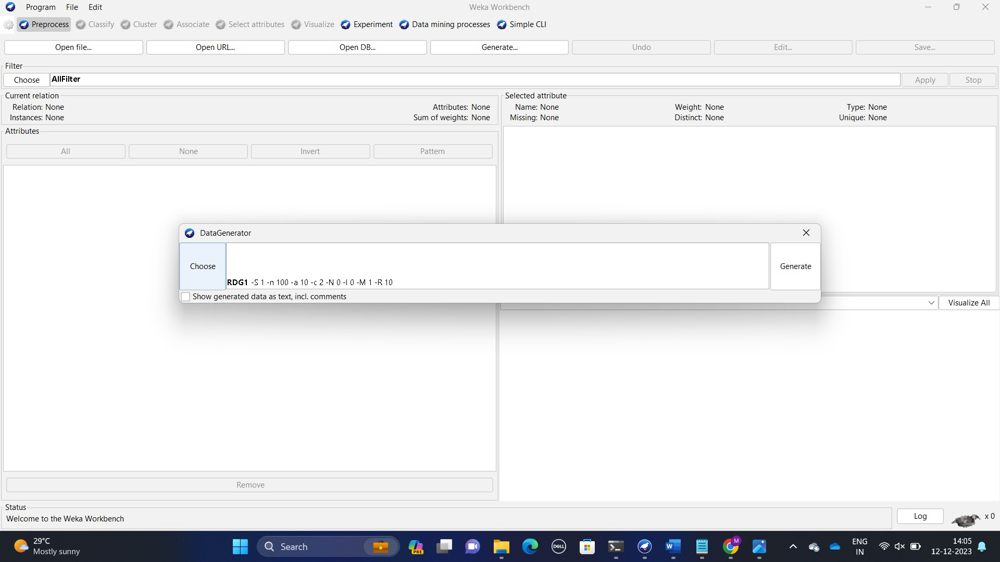 Program File Edit Weka Workbench
Preprocess Classify Cluster Associate Select attributes Visualize Experiment Data mining processes Simple CLI
Open file... Open URL... Open DB... Generate... Undo Edit... Save...
Filter
Choose AllFilter Apply Stop
Current relation
Relation: None Attributes: None
Instances: None Sum of weights: None
Selected attribute
Name: None Weight: None Type: None
Missing: None Distinct: None Unique: None
Attributes
All None Invert Pattern
DataGenerator
Choose Generate
RDG1 -S 1 -n 100 -a 10 -c 2 -N 0 -I 0 -M 1 -R 10
Show generated data as text, incl. comments
Visualize All
Remove
Status
Welcome to the Weka Workbench
Log x 0
29°C
Mostly sunny
Search
PRE
DELL
W
M
ENG
IN
14:05
12-12-2023